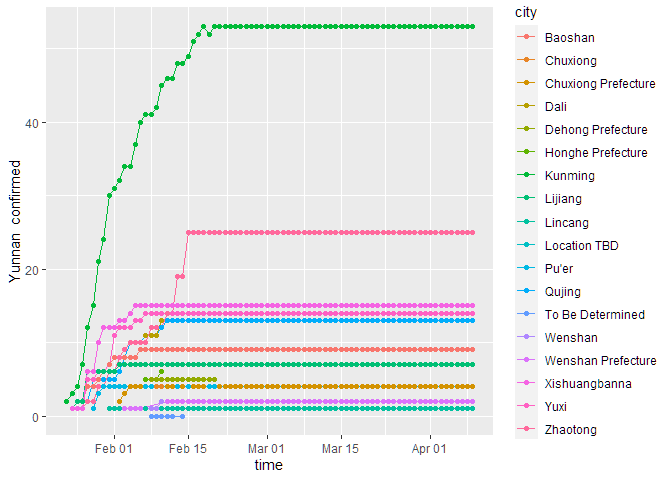 city
Baoshan
Chuxiong
Chuxiong Prefecture
Dali
Dehong Prefecture
Honghe Prefecture
Kunming
Lijiang
Lincang
Location TBD
Pu'er
Qujing
To Be Determined
Wenshan
Wenshan Prefecture
Xishuangbanna
Yuxi
Zhaotong
Yunnan confirmed
40
20
0
Feb 01 Feb 15 Mar 01 Mar 15 Apr 01
time